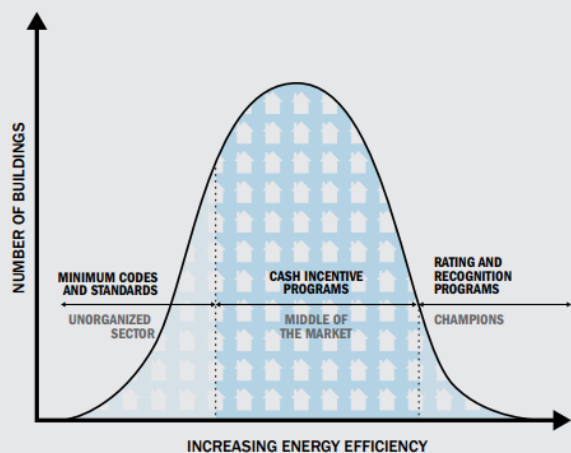 NUMBER OF BUILDINGS
MINIMUM CODES
AND STANDARDS
UNORGANIZED
SECTOR
CASH INCENTIVE
PROGRAMS
MIDDLE OF
THE MARKET
RATING AND
RECOGNITION
PROGRAMS
CHAMPIONS
INCREASING ENERGY EFFICIENCY